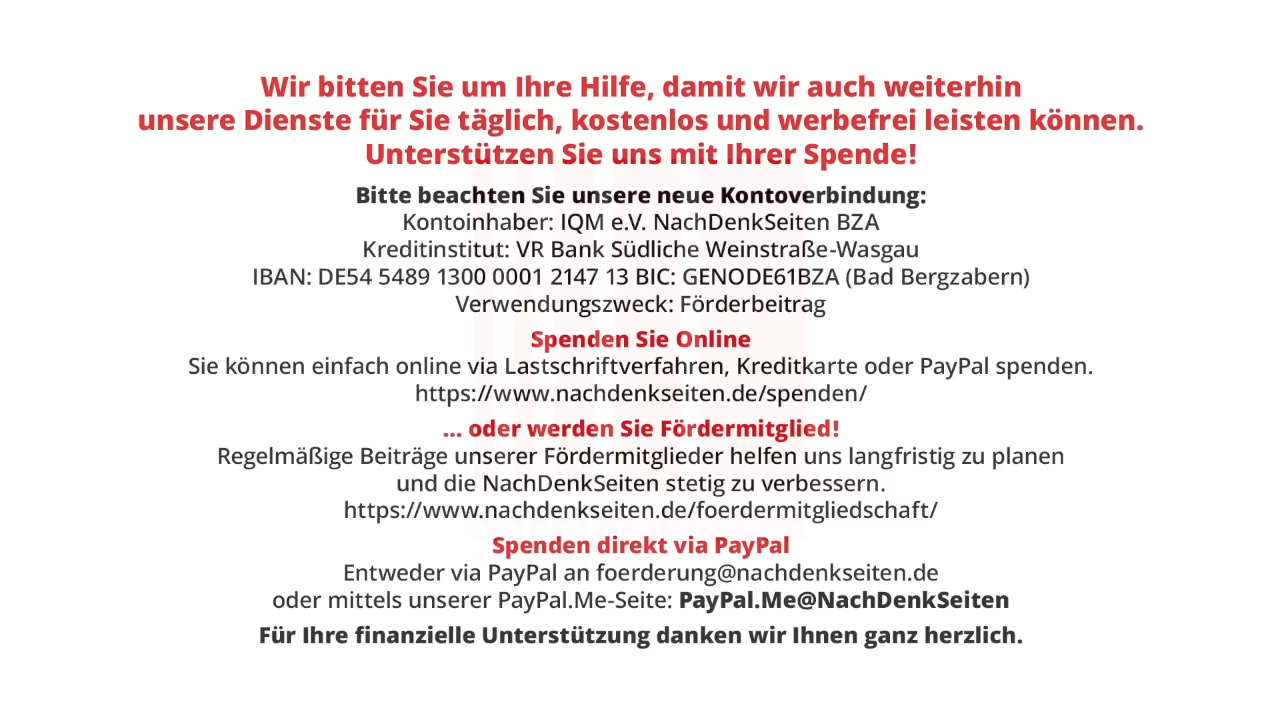 Wir bitten Sie um Ihre Hilfe, damit wir auch weiterhin
unsere Dienste für Sie täglich, kostenlos und werbefrei leisten können.
Unterstützen Sie uns mit Ihrer Spende!
Bitte beachten Sie unsere neue Kontoverbindung:
Kontoinhaber: IQM e.V. NachDenkSeiten BZA
Kreditinstitut: VR Bank Südliche Weinstraße-Wasgau
IBAN: DE54 5489 1300 0001 2147 13 BIC: GENODE61BZA (Bad Bergzabern)
Verwendungszweck: Förderbeitrag
Spenden Sie Online
Sie können einfach online via Lastschriftverfahren, Kreditkarte oder PayPal spenden.
https://www.nachdenkseiten.de/spenden/
... oder werden Sie Fördermitglied!
Regelmäßige Beiträge unserer Fördermitglieder helfen uns langfristig zu planen
und die NachDenkSeiten stetig zu verbessern.
https://www.nachdenkseiten.de/foerdermitgliedschaft/
Spenden direkt via PayPal
Entweder via PayPal an foerderung@nachdenkseiten.de
oder mittels unserer PayPal.Me-Seite: PayPal.Me@NachDenkSeiten
Für Ihre finanzielle Unterstützung danken wir Ihnen ganz herzlich.